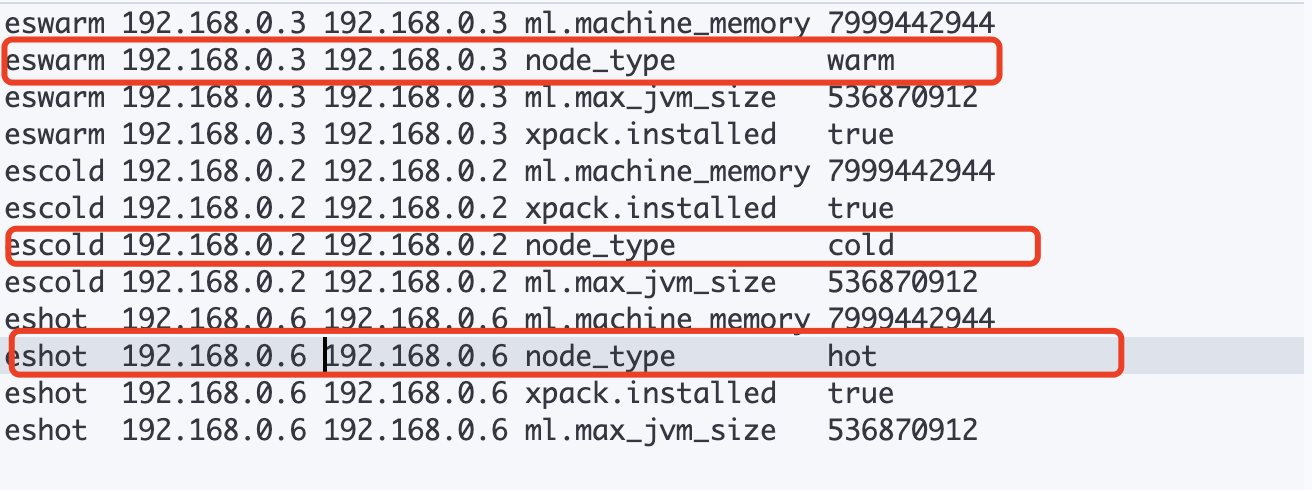 eswarm 192.168.0.3 192.168.0.3 ml.machine_memory 7999442944
eswarm 192.168.0.3 192.168.0.3 node_type         warm
eswarm 192.168.0.3 192.168.0.3 ml.max_jvm_size   536870912
eswarm 192.168.0.3 192.168.0.3 xpack.installed   true
escold 192.168.0.2 192.168.0.2 ml.machine_memory 7999442944
escold 192.168.0.2 192.168.0.2 xpack.installed   true
escold 192.168.0.2 192.168.0.2 node_type         cold
escold 192.168.0.2 192.168.0.2 ml.max_jvm_size   536870912
eshot  192.168.0.6 192.168.0.6 ml.machine_memory 7999442944
eshot  192.168.0.6 192.168.0.6 node_type         hot
eshot  192.168.0.6 192.168.0.6 xpack.installed   true
eshot  192.168.0.6 192.168.0.6 ml.max_jvm_size   536870912